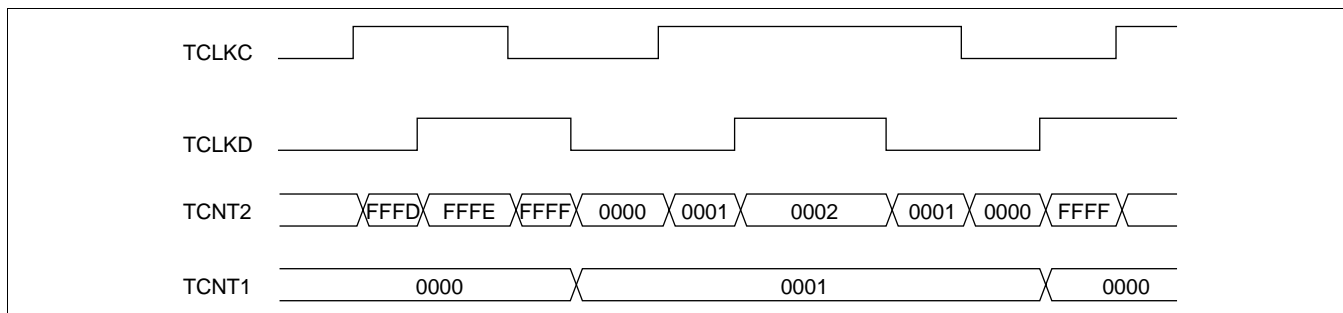 TCLKC
TCLKD
TCNT2 FFFD FFFE FFFF 0000 0001 0002 0001 0000 FFFF
TCNT1 0000 0001 0000